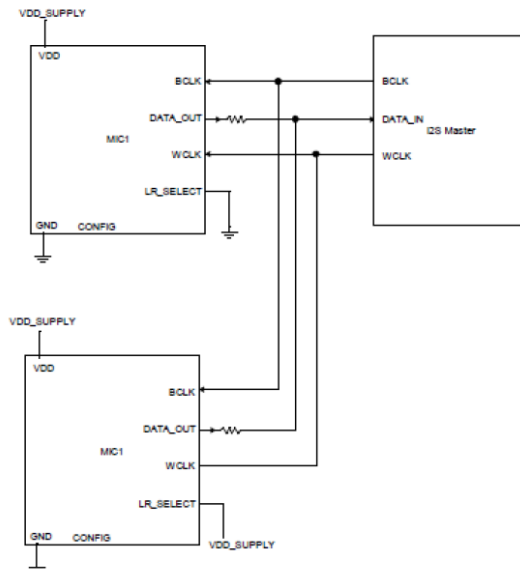 VDD_SUPPLY
VDD
BCLK
BCLK
DATA_OUT
DATA_IN
I2S Master
MIC1
WCLK
WCLK
LR_SELECT
GND
CONFIG
VDD_SUPPLY
VDD
BCLK
DATA_OUT
MIC1
WCLK
LR_SELECT
GND
CONFIG
VDD_SUPPLY